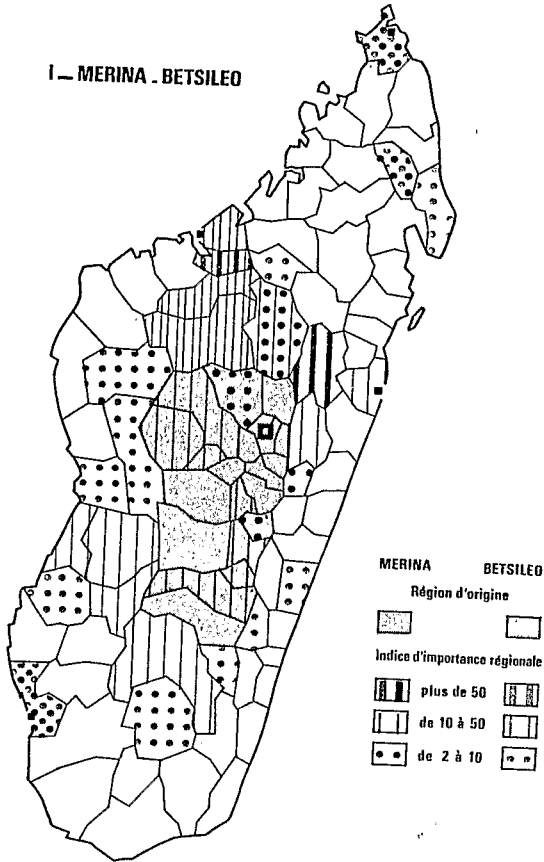 I - MERINA - BETSILEO
MERINA BETSILEO
Région d'origine
Indice d'importance régionale
plus de 50
de 10 à 50
de 2 à 10